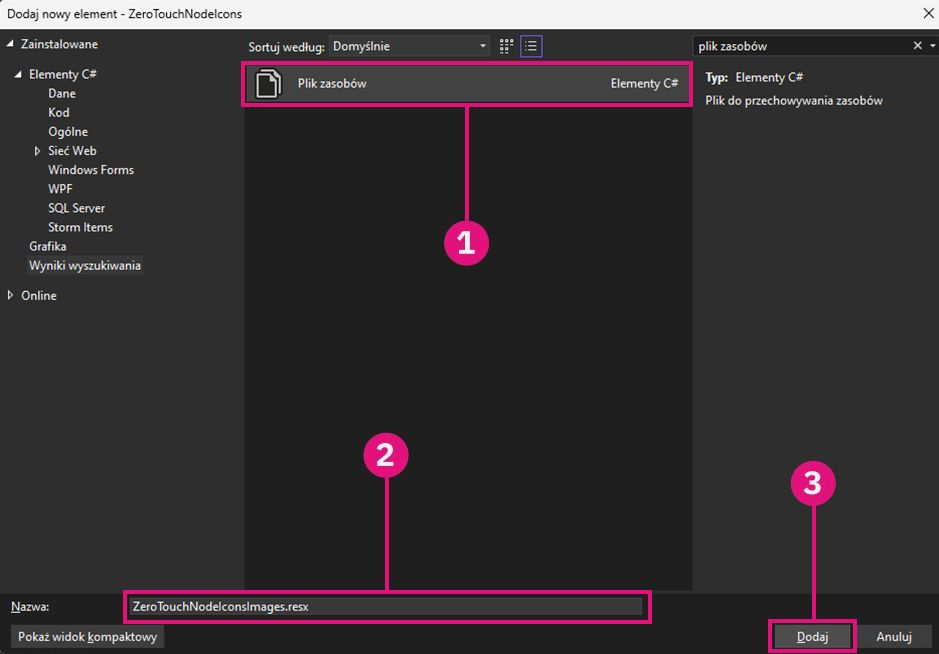 Dodaj nowy element - ZeroTouchNodeIcons
Zainstalowane
Elementy C#
Dane
Kod
Ogólne
Sieć Web
Windows Forms
WPF
SQL Server
Storm Items
Grafika
Wyniki wyszukiwania
Online
Sortuj według: Domyślnie
Plik zasobów Elementy C#
1
2
3
plik zasobów
Typ: Elementy C#
Plik do przechowywania zasobów
Nazwa: ZeroTouchNodeIconsImages.resx
Pokaż widok kompaktowy
Dodaj Anuluj